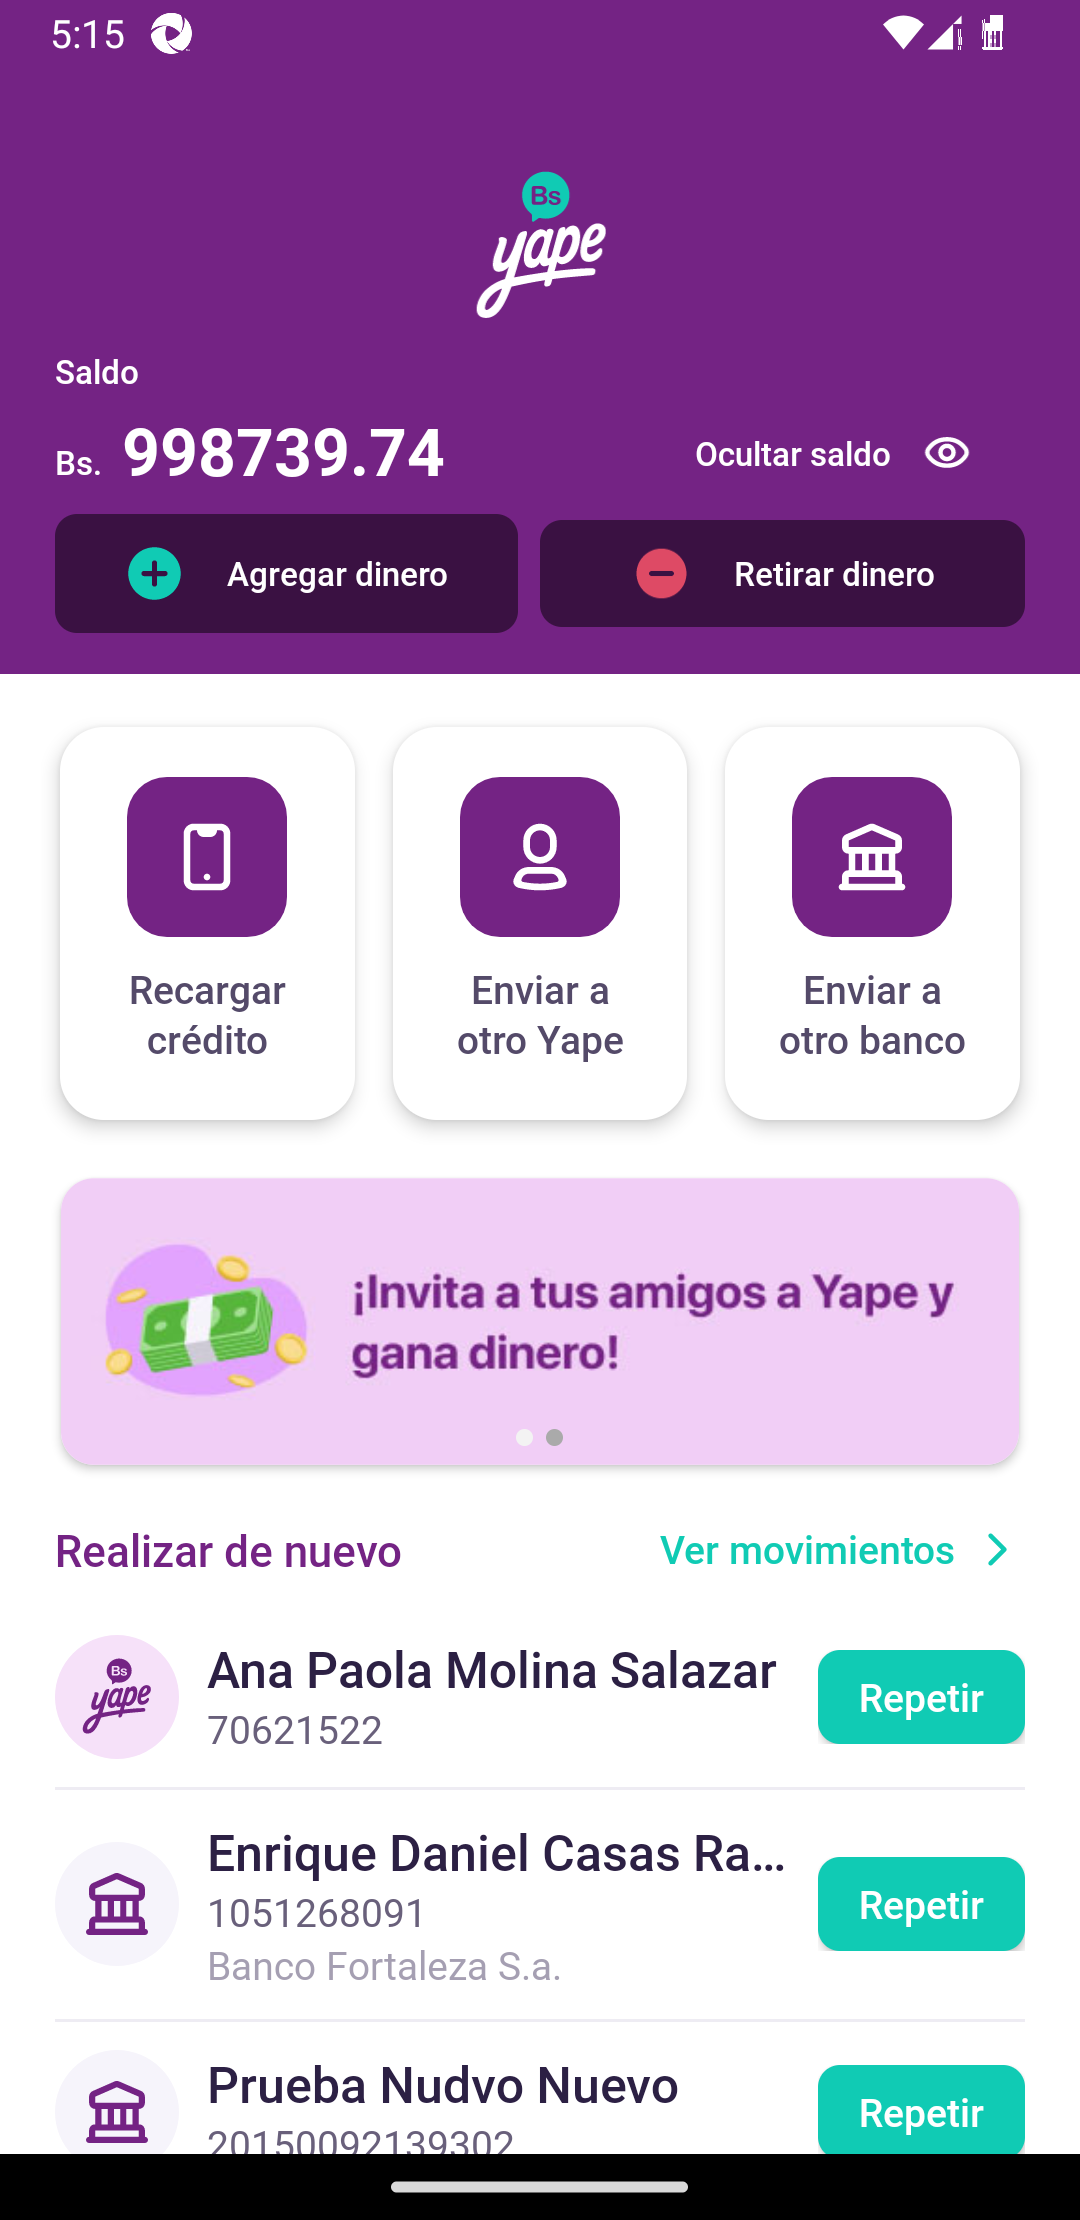 5:15
Bs
yape
Saldo
Bs. 998739.74
Ocultar saldo
Agregar dinero
Retirar dinero
Recargar
crédito
Enviar a
otro Yape
Enviar a
otro banco
¡Invita a tus amigos a Yape y
gana dinero!
Realizar de nuevo
Ver movimientos
Bs
yape
Ana Paola Molina Salazar
70621522
Repetir
Enrique Daniel Casas Ra...
1051268091
Banco Fortaleza S.a.
Repetir
Prueba Nudvo Nuevo
20150092139302
Repetir